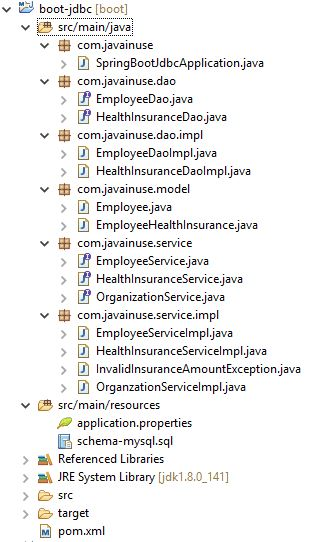 boot-jdbc [boot]
src/main/java
com.javainuse
SpringBootJdbcApplication.java
com.javainuse.dao
EmployeeDao.java
HealthInsuranceDao.java
com.javainuse.dao.impl
EmployeeDaoImpl.java
HealthInsuranceDaoImpl.java
com.javainuse.model
Employee.java
EmployeeHealthInsurance.java
com.javainuse.service
EmployeeService.java
HealthInsuranceService.java
OrganizationService.java
com.javainuse.service.impl
EmployeeServiceImpl.java
HealthInsuranceServiceImpl.java
InvalidInsuranceAmountException.java
OrganzationServiceImpl.java
src/main/resources
application.properties
schema-mysql.sql
Referenced Libraries
JRE System Library [jdk1.8.0_141]
src
target
pom.xml